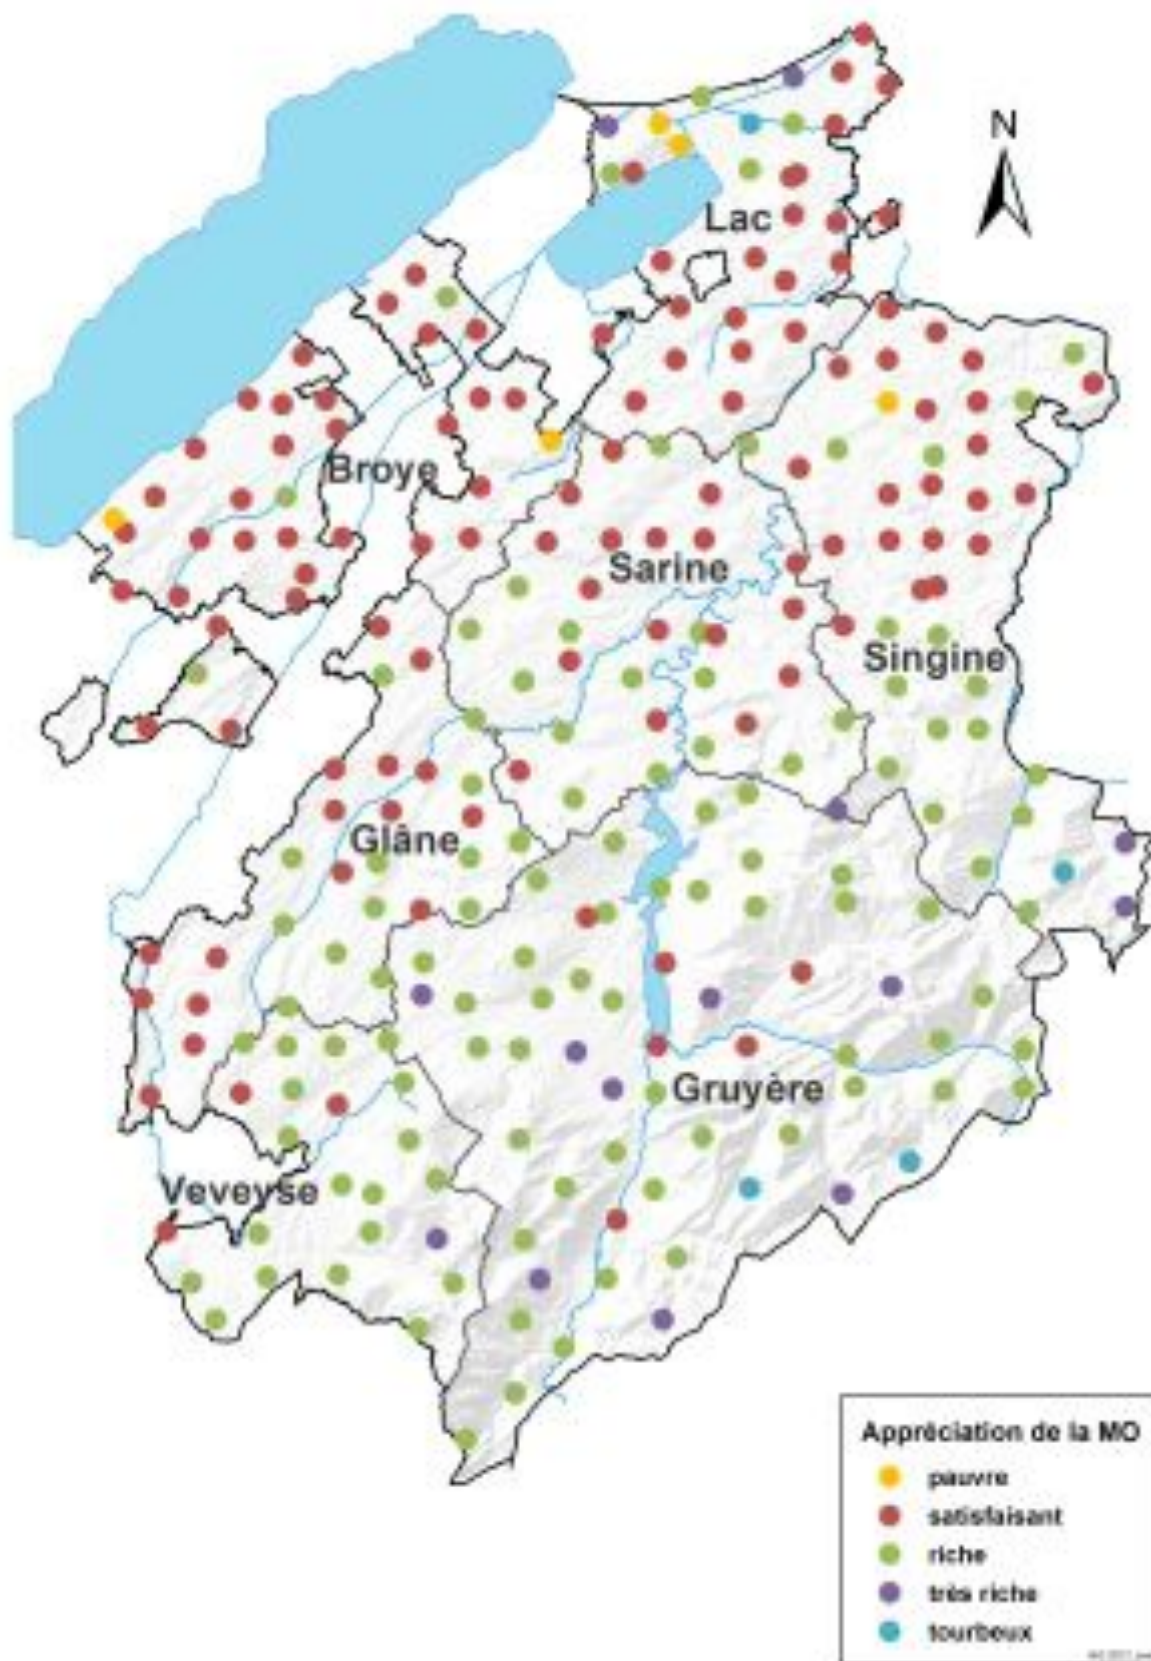 N
Lac
Broye
Sarine
Singine
Glâne
Gruyère
Veveyse
Appréciation de la MO
pauvre
satisfaisant
riche
très riche
tourbeux